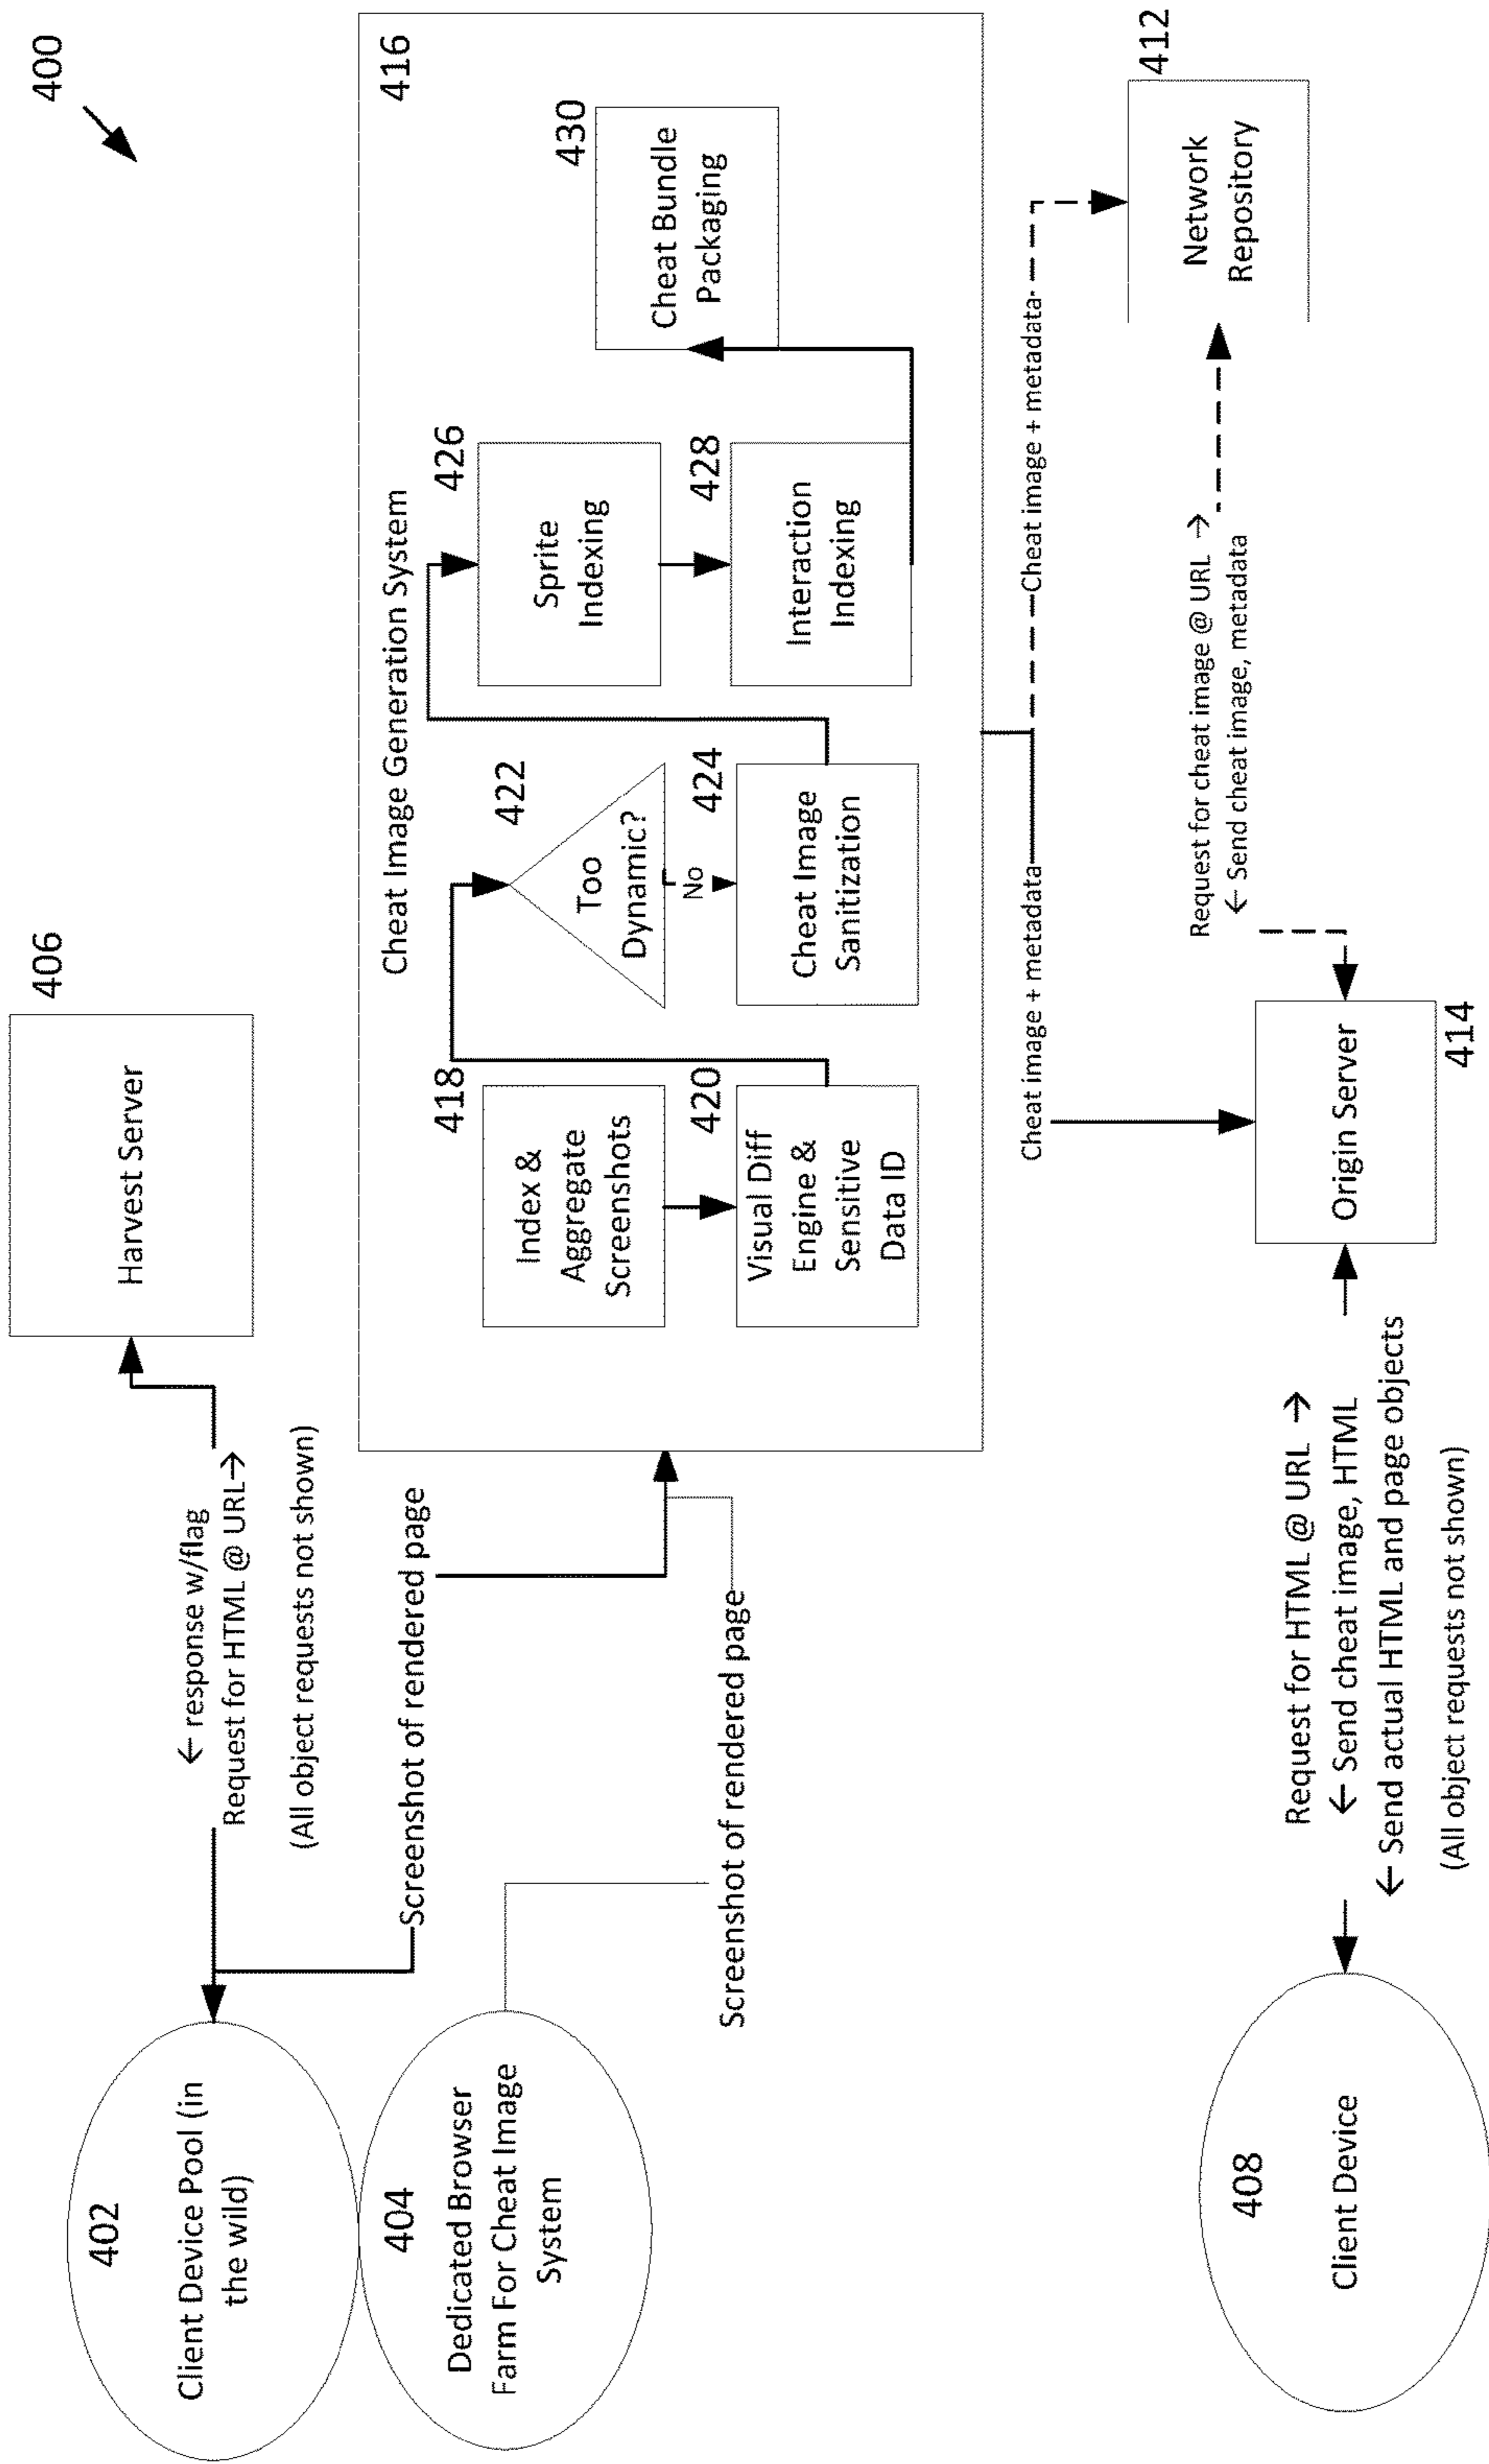 400
402
Client Device Pool (in
the wild)
404
Dedicated Browser
Farm For Cheat Image
System
← response w/flag
Request for HTML @ URL→
(All object requests not shown)
Harvest Server
406
Screenshot of rendered page
Screenshot of rendered page
Cheat Image Generation System
416
418
Index &
Aggregate
Screenshots
420
Visual Diff
Engine &
Sensitive
Data ID
422
Too
Dynamic?
No
424
Cheat Image
Sanitization
426
Sprite
Indexing
428
Interaction
Indexing
430
Cheat Bundle
Packaging
Cheat image + metadata
Cheat image + metadata
408
Client Device
Request for HTML @ URL →
← Send cheat image, HTML
← Send actual HTML and page objects
(All object requests not shown)
Origin Server
414
Request for cheat image @ URL →
← Send cheat image, metadata
Network
Repository
412